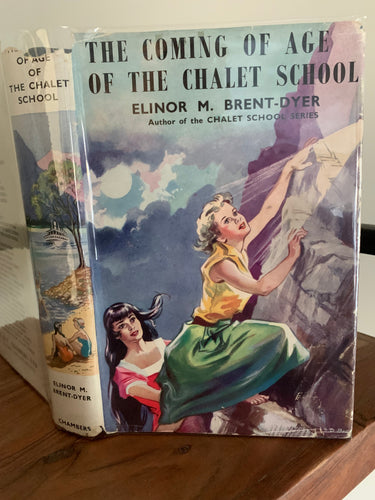 THE COMING OF AGE
OF THE CHALET SCHOOL
ELINOR M. BRENT-DYER
Author of the CHALET SCHOOL SERIES
OF AGE
OF
THE CHALET
SCHOOL
ELINOR M.
BRENT-DYER
CHAMBERS